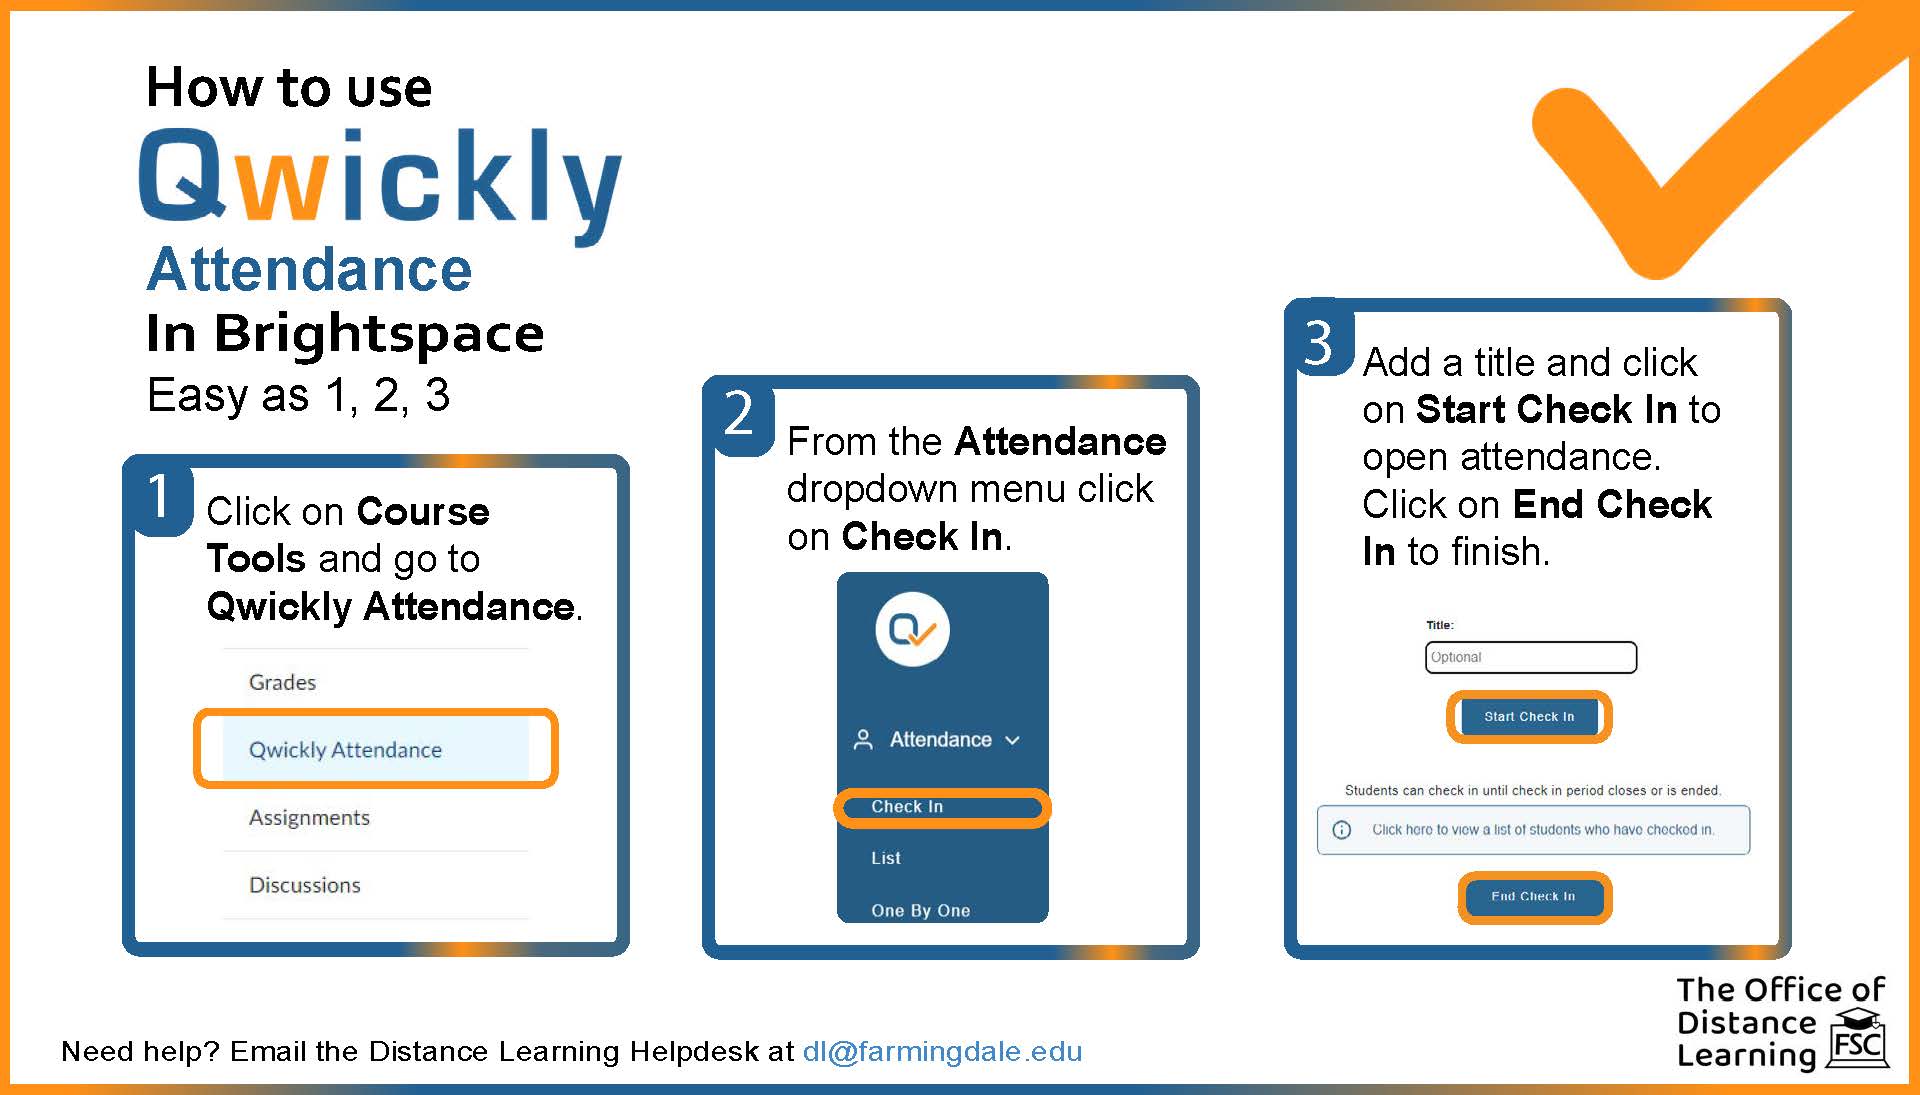 How to use
Qwickly
Attendance
In Brightspace
Easy as 1, 2, 3
1
Click on Course
Tools and go to
Qwickly Attendance.
Grades
Qwickly Attendance
Assignments
Discussions
2
From the Attendance
dropdown menu click
on Check In.
Q
Attendance
Check In
List
One By One
3
Add a title and click
on Start Check In to
open attendance.
Click on End Check
In to finish.
Title:
Optional
Start Check In
Students can check in until check in period closes or is ended.
Click here to view a list of students who have checked in.
End Check In
Need help? Email the Distance Learning Helpdesk at dl@farmingdale.edu
The Office of
Distance
Learning
FSC